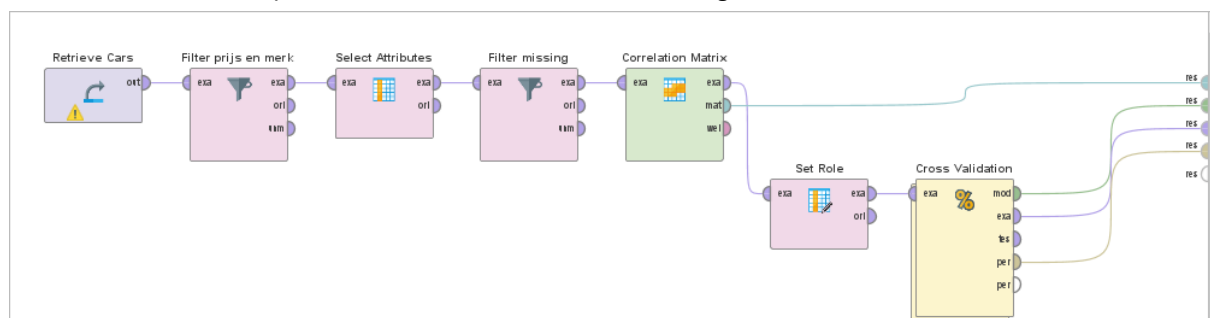 Retrieve Cars
out
Filter prijs en merk
exa exa
ori
unm
Select Attributes
exa exa
ori
Filter missing
exa exa
ori
unm
Correlation Matrix
exa exa
mat
wei
Set Role
exa exa
ori
Cross Validation
exa mod
exa
tes
per
per
%
res
res
res
res
res